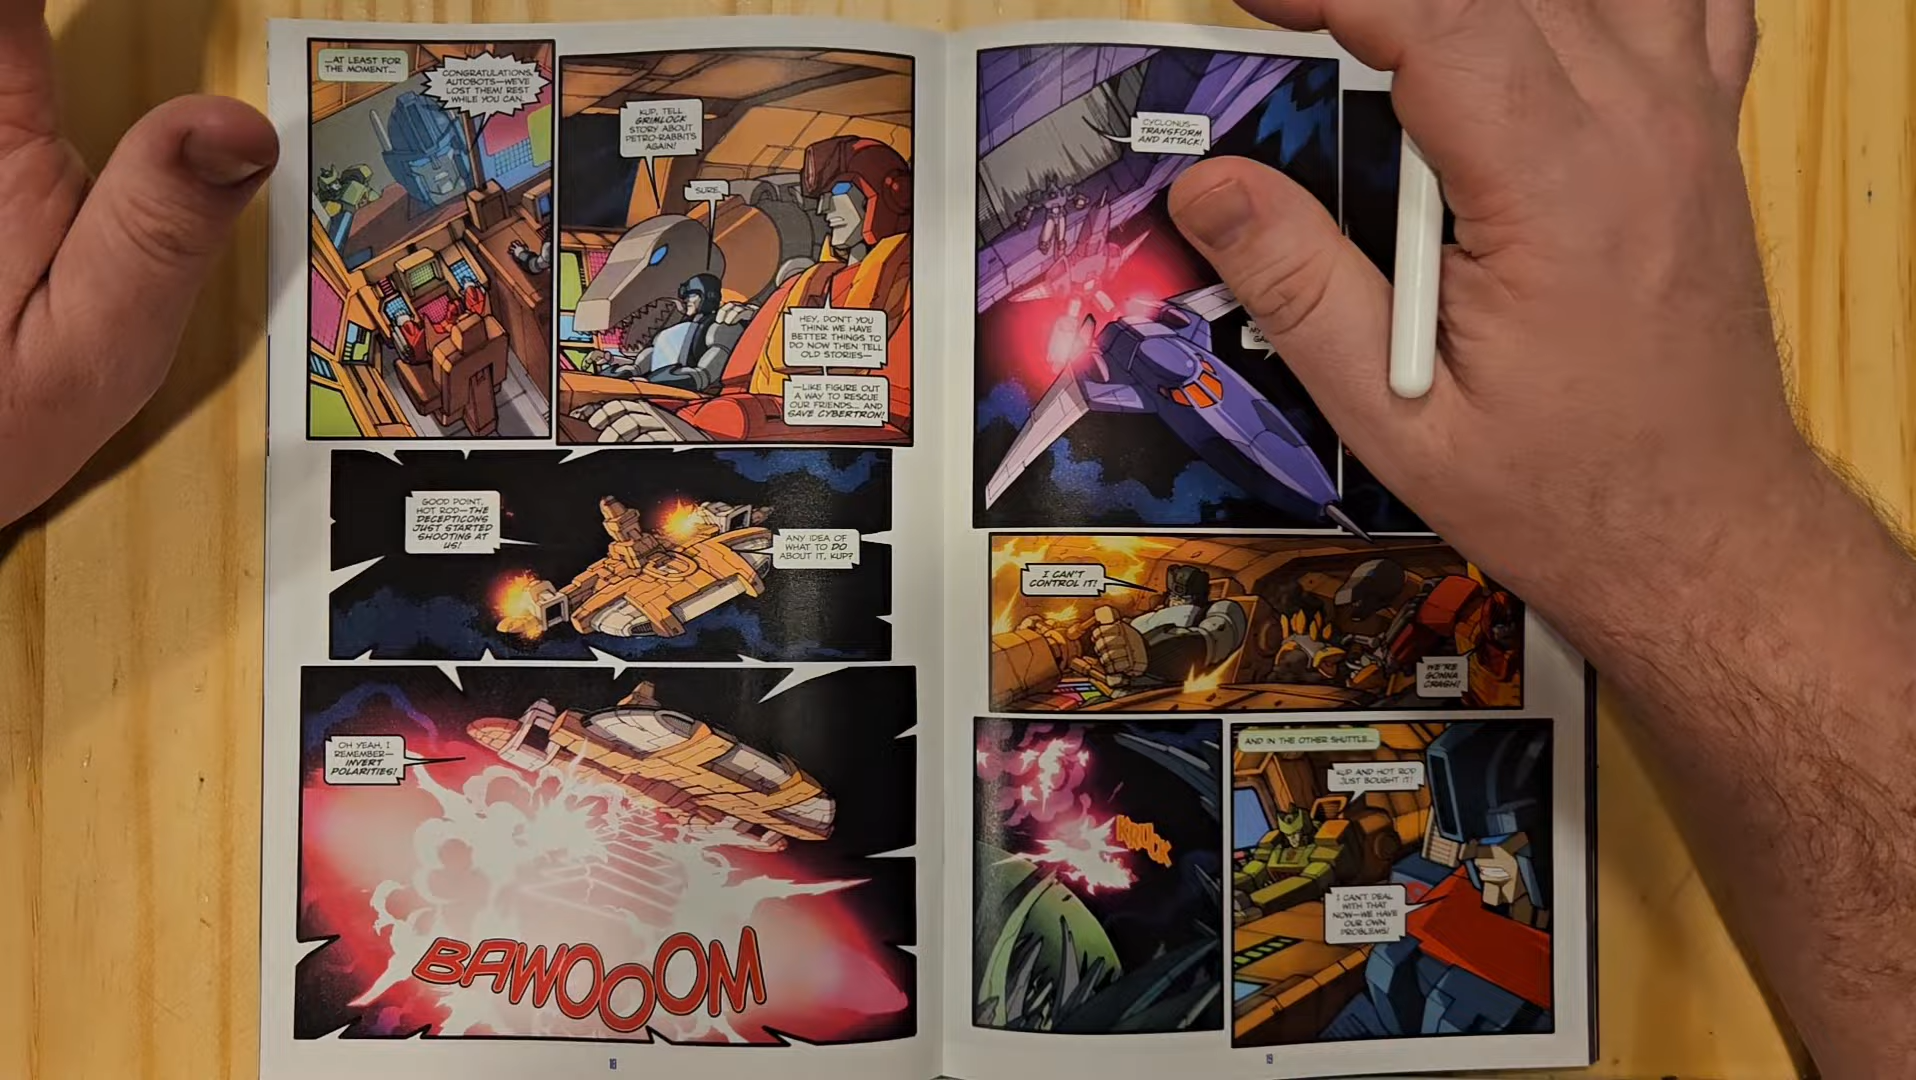 ...AT LEAST FOR
THE MOMENT...
CONGRATULATIONS,
AUTOBOTS—WE'VE
LOST THEM! REST
WHILE YOU CAN.
KUP, TELL
GRIMLOCK
STORY ABOUT
PETRO-RABBITS
AGAIN!
SURE.
HEY, DON'T YOU
THINK WE HAVE
BETTER THINGS TO
DO NOW THEN TELL
OLD STORIES—
—LIKE FIGURE OUT
A WAY TO RESCUE
OUR FRIENDS... AND
SAVE CYBERTRON!
GOOD POINT,
HOT ROD—THE
DECEPTICONS
JUST STARTED
SHOOTING AT
US!
ANY IDEA OF
WHAT TO DO
ABOUT IT, KUP?
OH YEAH, I
REMEMBER—
INVERT
POLARITIES!
BAWOOOM
18
CYCLONUS—
TRANSFORM
AND ATTACK!
I CAN'T
CONTROL IT!
WE'RE
GONNA
CRASH!
AND IN THE OTHER SHUTTLE...
KUP AND HOT ROD
JUST BOUGHT IT!
I CAN'T DEAL
WITH THAT
NOW—WE HAVE
OUR OWN
PROBLEMS!
19